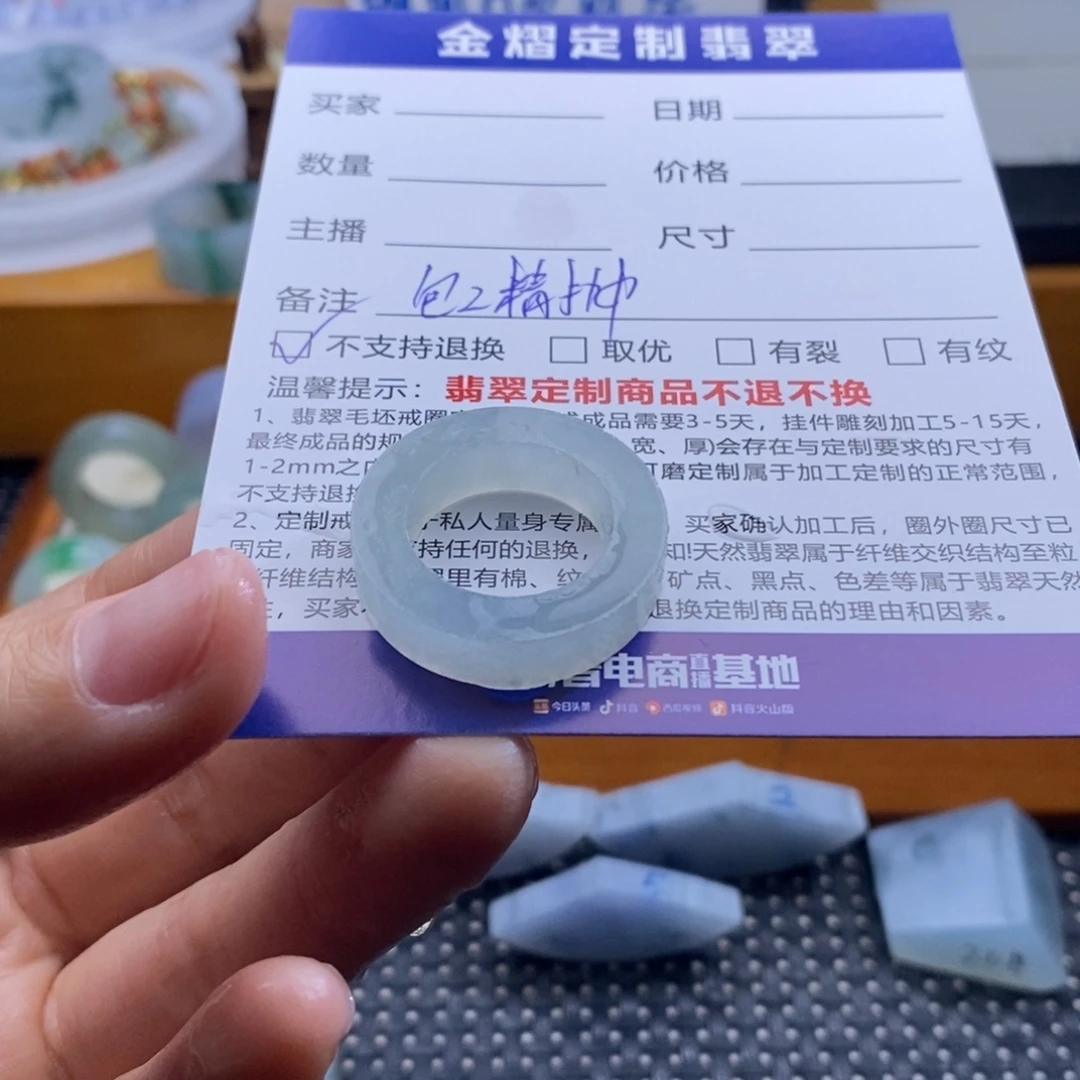 金熠定制翡翠
买家 日期
数量 价格
主播 尺寸
备注 包工精抛
不支持退换 取优 有裂 有纹
温馨提示：翡翠定制商品不退不换
1、翡翠毛坯戒圈 成品需要3-5天，挂件雕刻加工5-15天，
最终成品的规 宽、厚)会存在与定制要求的尺寸有
1-2mm之 打磨定制属于加工定制的正常范围，
不支持退换
2、定制戒 私人量身专属 买家确认加工后，圈外圈尺寸已
固定，商家 持任何的退换， 知!天然翡翠属于纤维交织结构至粒
纤维结构 里有棉、纹 矿点、黑点、色差等属于翡翠天然
，买家 退换定制商品的理由和因素。
电商直播基地
今日头条 抖音 西瓜视频 抖音火山版
2
208